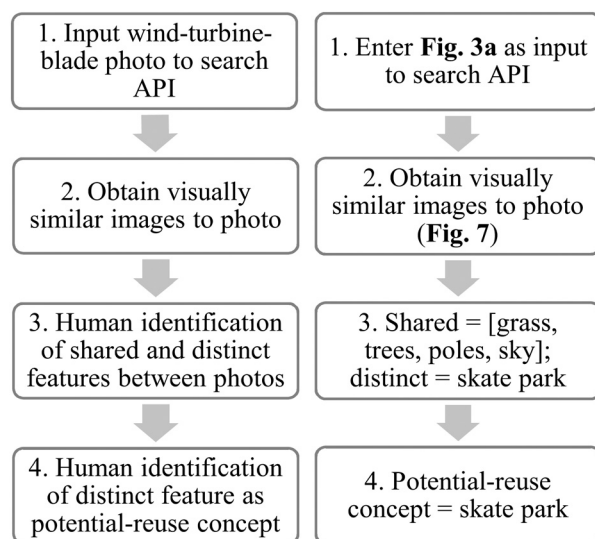 1. Input wind-turbine-
blade photo to search
API
2. Obtain visually
similar images to photo
3. Human identification
of shared and distinct
features between photos
4. Human identification
of distinct feature as
potential-reuse concept
1. Enter Fig. 3a as input
to search API
2. Obtain visually
similar images to photo
(Fig. 7)
3. Shared = [grass,
trees, poles, sky];
distinct = skate park
4. Potential-reuse
concept = skate park